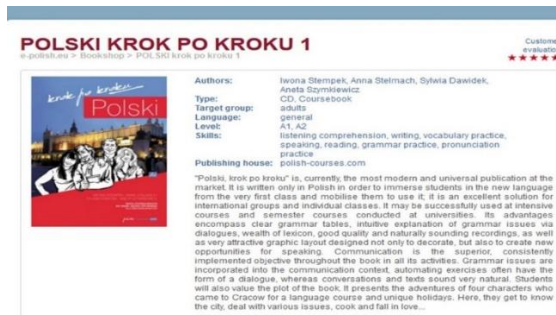 POLSKI KROK PO KROKU 1
e-polish.eu > Bookshop > POLSKI krok po kroku 1
Custome
evaluatio
krok po kroku
Polski
Authors: Iwona Stempek, Anna Stelmach, Sylwia Dawidek,
Aneta Szymkiewicz
Type: CD, Coursebook
Target group: adults
Language: general
Level: A1, A2
Skills: listening comprehension, writing, vocabulary practice,
speaking, reading, grammar practice, pronunciation
practice
Publishing house: polish-courses.com
"Polski, krok po kroku" is, currently, the most modern and universal publication at the
market. It is written only in Polish in order to immerse students in the new language
from the very first class and mobilise them to use it; it is an excellent solution for
international groups and individual classes. It may be successfully used at intensive
courses and semester courses conducted at universities. Its advantages
encompass clear grammar tables, intuitive explanation of grammar issues via
dialogues, wealth of lexicon, good quality and naturally sounding recordings, as well
as very attractive graphic layout designed not only to decorate, but also to create new
opportunities for speaking. Communication is the superior, consistently
implemented objective throughout the book in all its activities. Grammar issues are
incorporated into the communication context, automating exercises often have the
form of a dialogue, whereas conversations and texts sound very natural. Students
will also value the plot of the book. It presents the adventures of four characters who
came to Cracow for a language course and unique holidays. Here, they get to know
the city, deal with various issues, cook and fall in love...